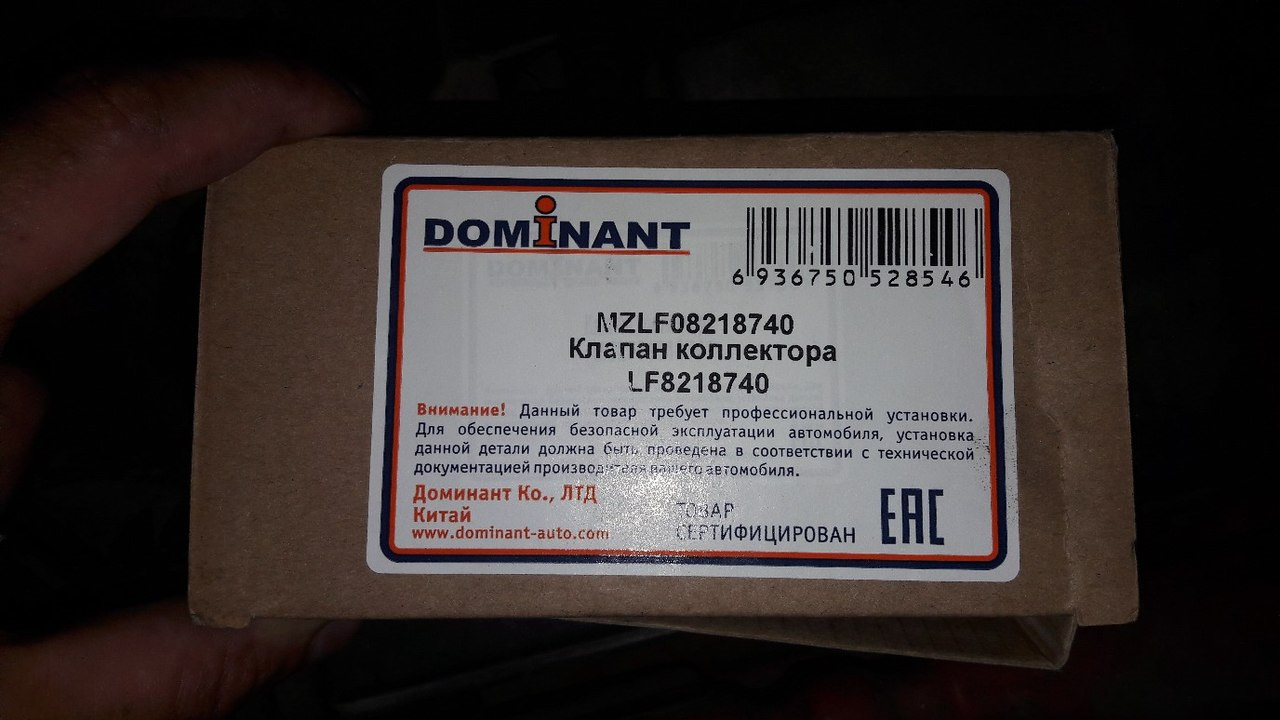 DOMiNANT
6 936750 528546
MZLF08218740
Клапан коллектора
LF8218740
Внимание! Данный товар требует профессиональной установки.
Для обеспечения безопасной эксплуатации автомобиля, установка
данной детали должна быть проведена в соответствии с технической
документацией производителя вашего автомобиля.
Доминант Ко., ЛТД
Китай
www.dominant-auto.com
ТОВАР
СЕРТИФИЦИРОВАН
EAC